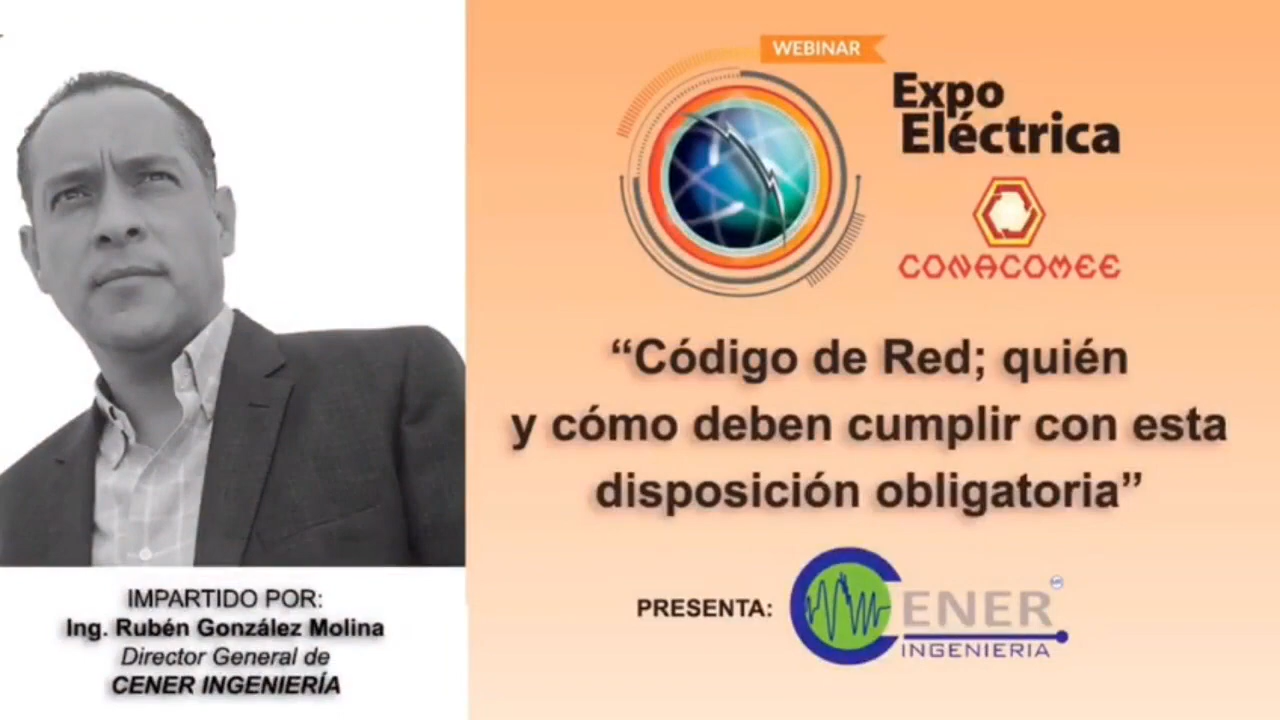 WEBINAR
Expo
Eléctrica
CONACOMEE
“Código de Red; quién
y cómo deben cumplir con esta
disposición obligatoria”
PRESENTA:
CENER
INGENIERIA
IMPARTIDO POR:
Ing. Rubén González Molina
Director General de
CENER INGENIERÍA